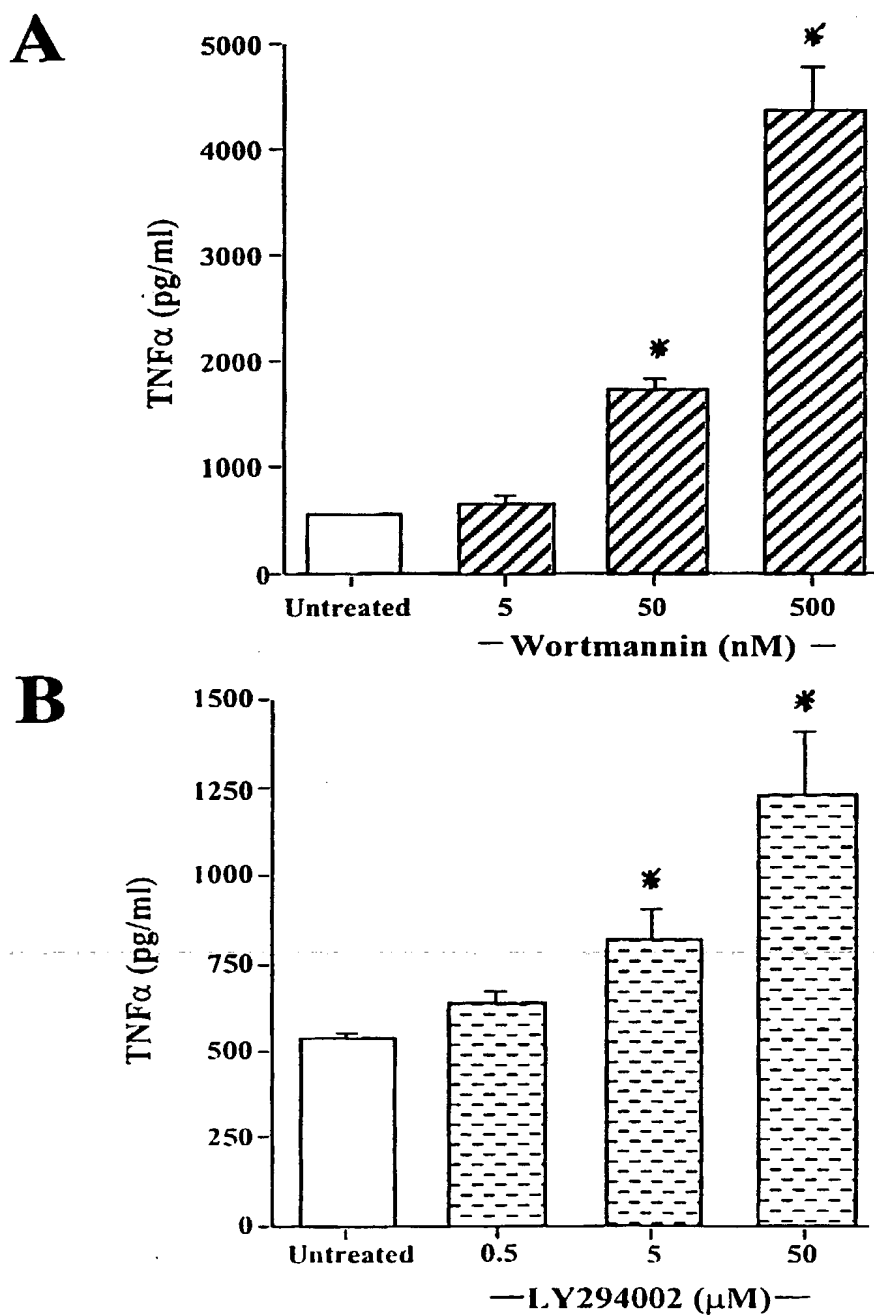 A
TNFα (pg/ml)
5000
4000
3000
2000
1000
0
*
*
Untreated 5 50 500
— Wortmannin (nM) —
B
TNFα (pg/ml)
1500
1250
1000
750
500
250
0
*
*
Untreated 0.5 5 50
—LY294002 (µM)—